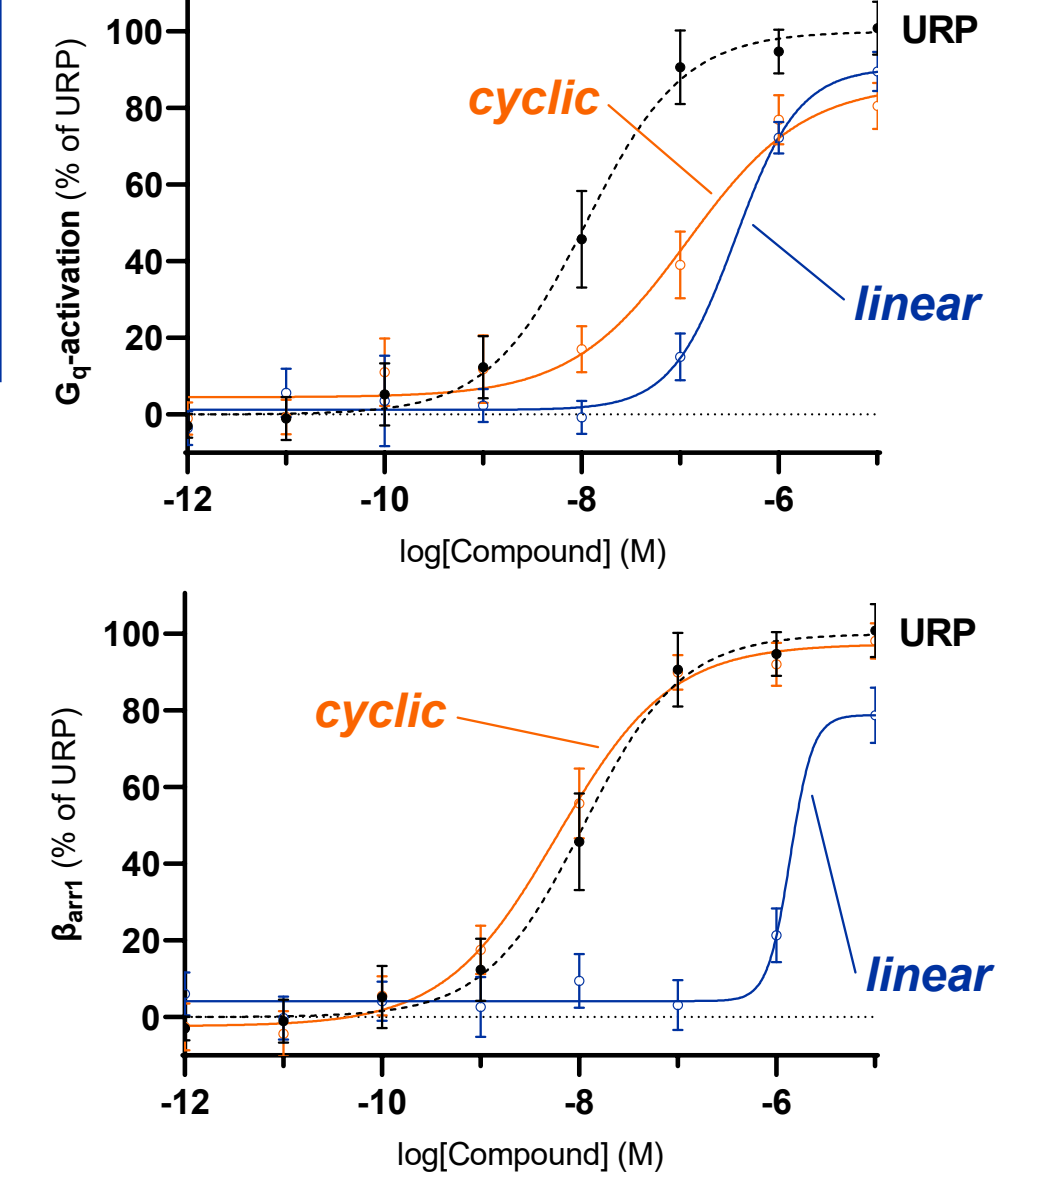 100
URP
cyclic
80
60
40
linear
20
0
Gq-activation (% of URP)
-12
-10
-8
-6
log[Compound] (M)
100
URP
cyclic
80
60
40
20
linear
0
βarr1 (% of URP)
-12
-10
-8
-6
log[Compound] (M)